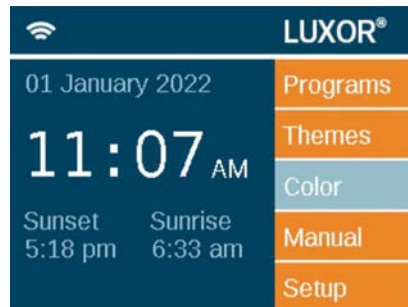 LUXOR®
01 January 2022
11:07 AM
Sunset Sunrise
5:18 pm 6:33 am
Programs
Themes
Color
Manual
Setup